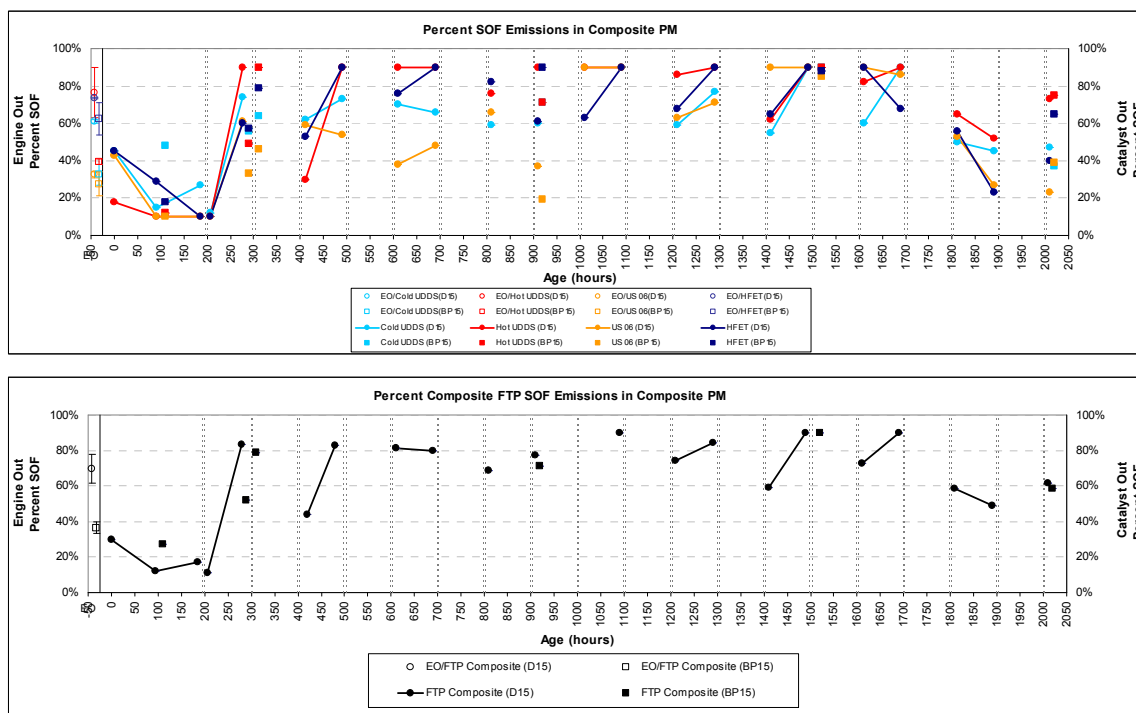 Percent SOF Emissions in Composite PM
Engine Out
Percent SOF
100%
80%
60%
40%
20%
0%
Catalyst Out
Percent SOF
100%
80%
60%
40%
20%
0%
0 50 100 150 200 250 300 350 400 450 500 550 600 650 700 750 800 850 900 950 1000 1050 1100 1150 1200 1250 1300 1350 1400 1450 1500 1550 1600 1650 1700 1750 1800 1850 1900 1950 2000 2050
Age (hours)
EO/Cold UDDS(D15) EO/Hot UDDS(D15) EO/US 06(D15) EO/HFET(D15)
EO/Cold UDDS(BP15) EO/Hot UDDS(BP15) EO/US 06(BP15) EO/HFET(BP15)
Cold UDDS (D15) Hot UDDS (D15) US 06 (D15) HFET (D15)
Cold UDDS (BP15) Hot UDDS (BP15) US 06 (BP15) HFET (BP15)
Percent Composite FTP SOF Emissions in Composite PM
Engine Out
Percent SOF
100%
80%
60%
40%
20%
0%
Catalyst Out
100%
80%
60%
40%
20%
0%
0 50 100 150 200 250 300 350 400 450 500 550 600 650 700 750 800 850 900 950 1000 1050 1100 1150 1200 1250 1300 1350 1400 1450 1500 1550 1600 1650 1700 1750 1800 1850 1900 1950 2000 2050
Age (hours)
EO/FTP Composite (D15) EO/FTP Composite (BP15)
FTP Composite (D15) FTP Composite (BP15)